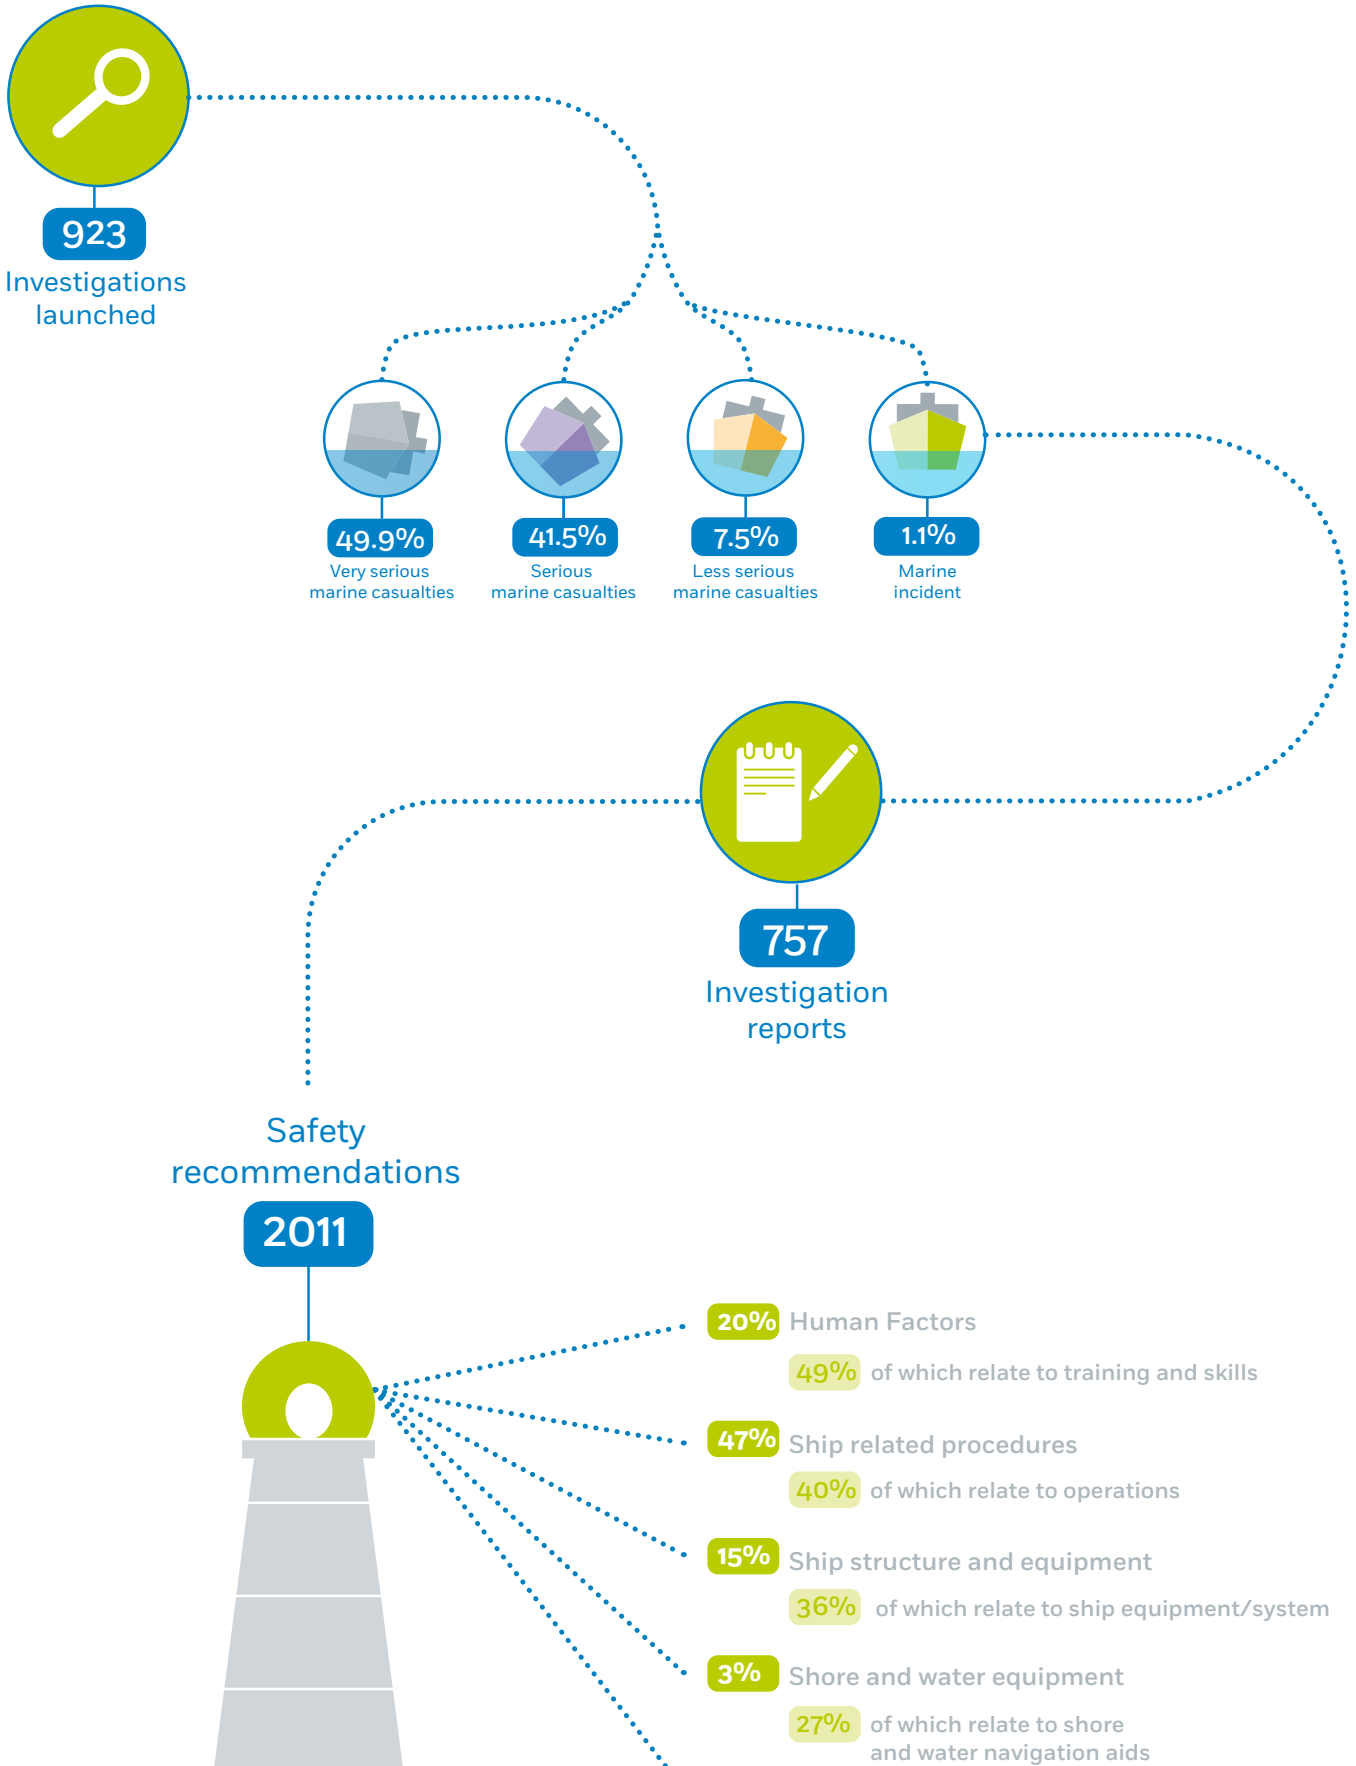 923
Investigations
launched
49.9%
Very serious
marine casualties
41.5%
Serious
marine casualties
7.5%
Less serious
marine casualties
1.1%
Marine
incident
757
Investigation
reports
Safety
recommendations
2011
20% Human Factors
49% of which relate to training and skills
47% Ship related procedures
40% of which relate to operations
15% Ship structure and equipment
36% of which relate to ship equipment/system
3% Shore and water equipment
27% of which relate to shore
and water navigation aids